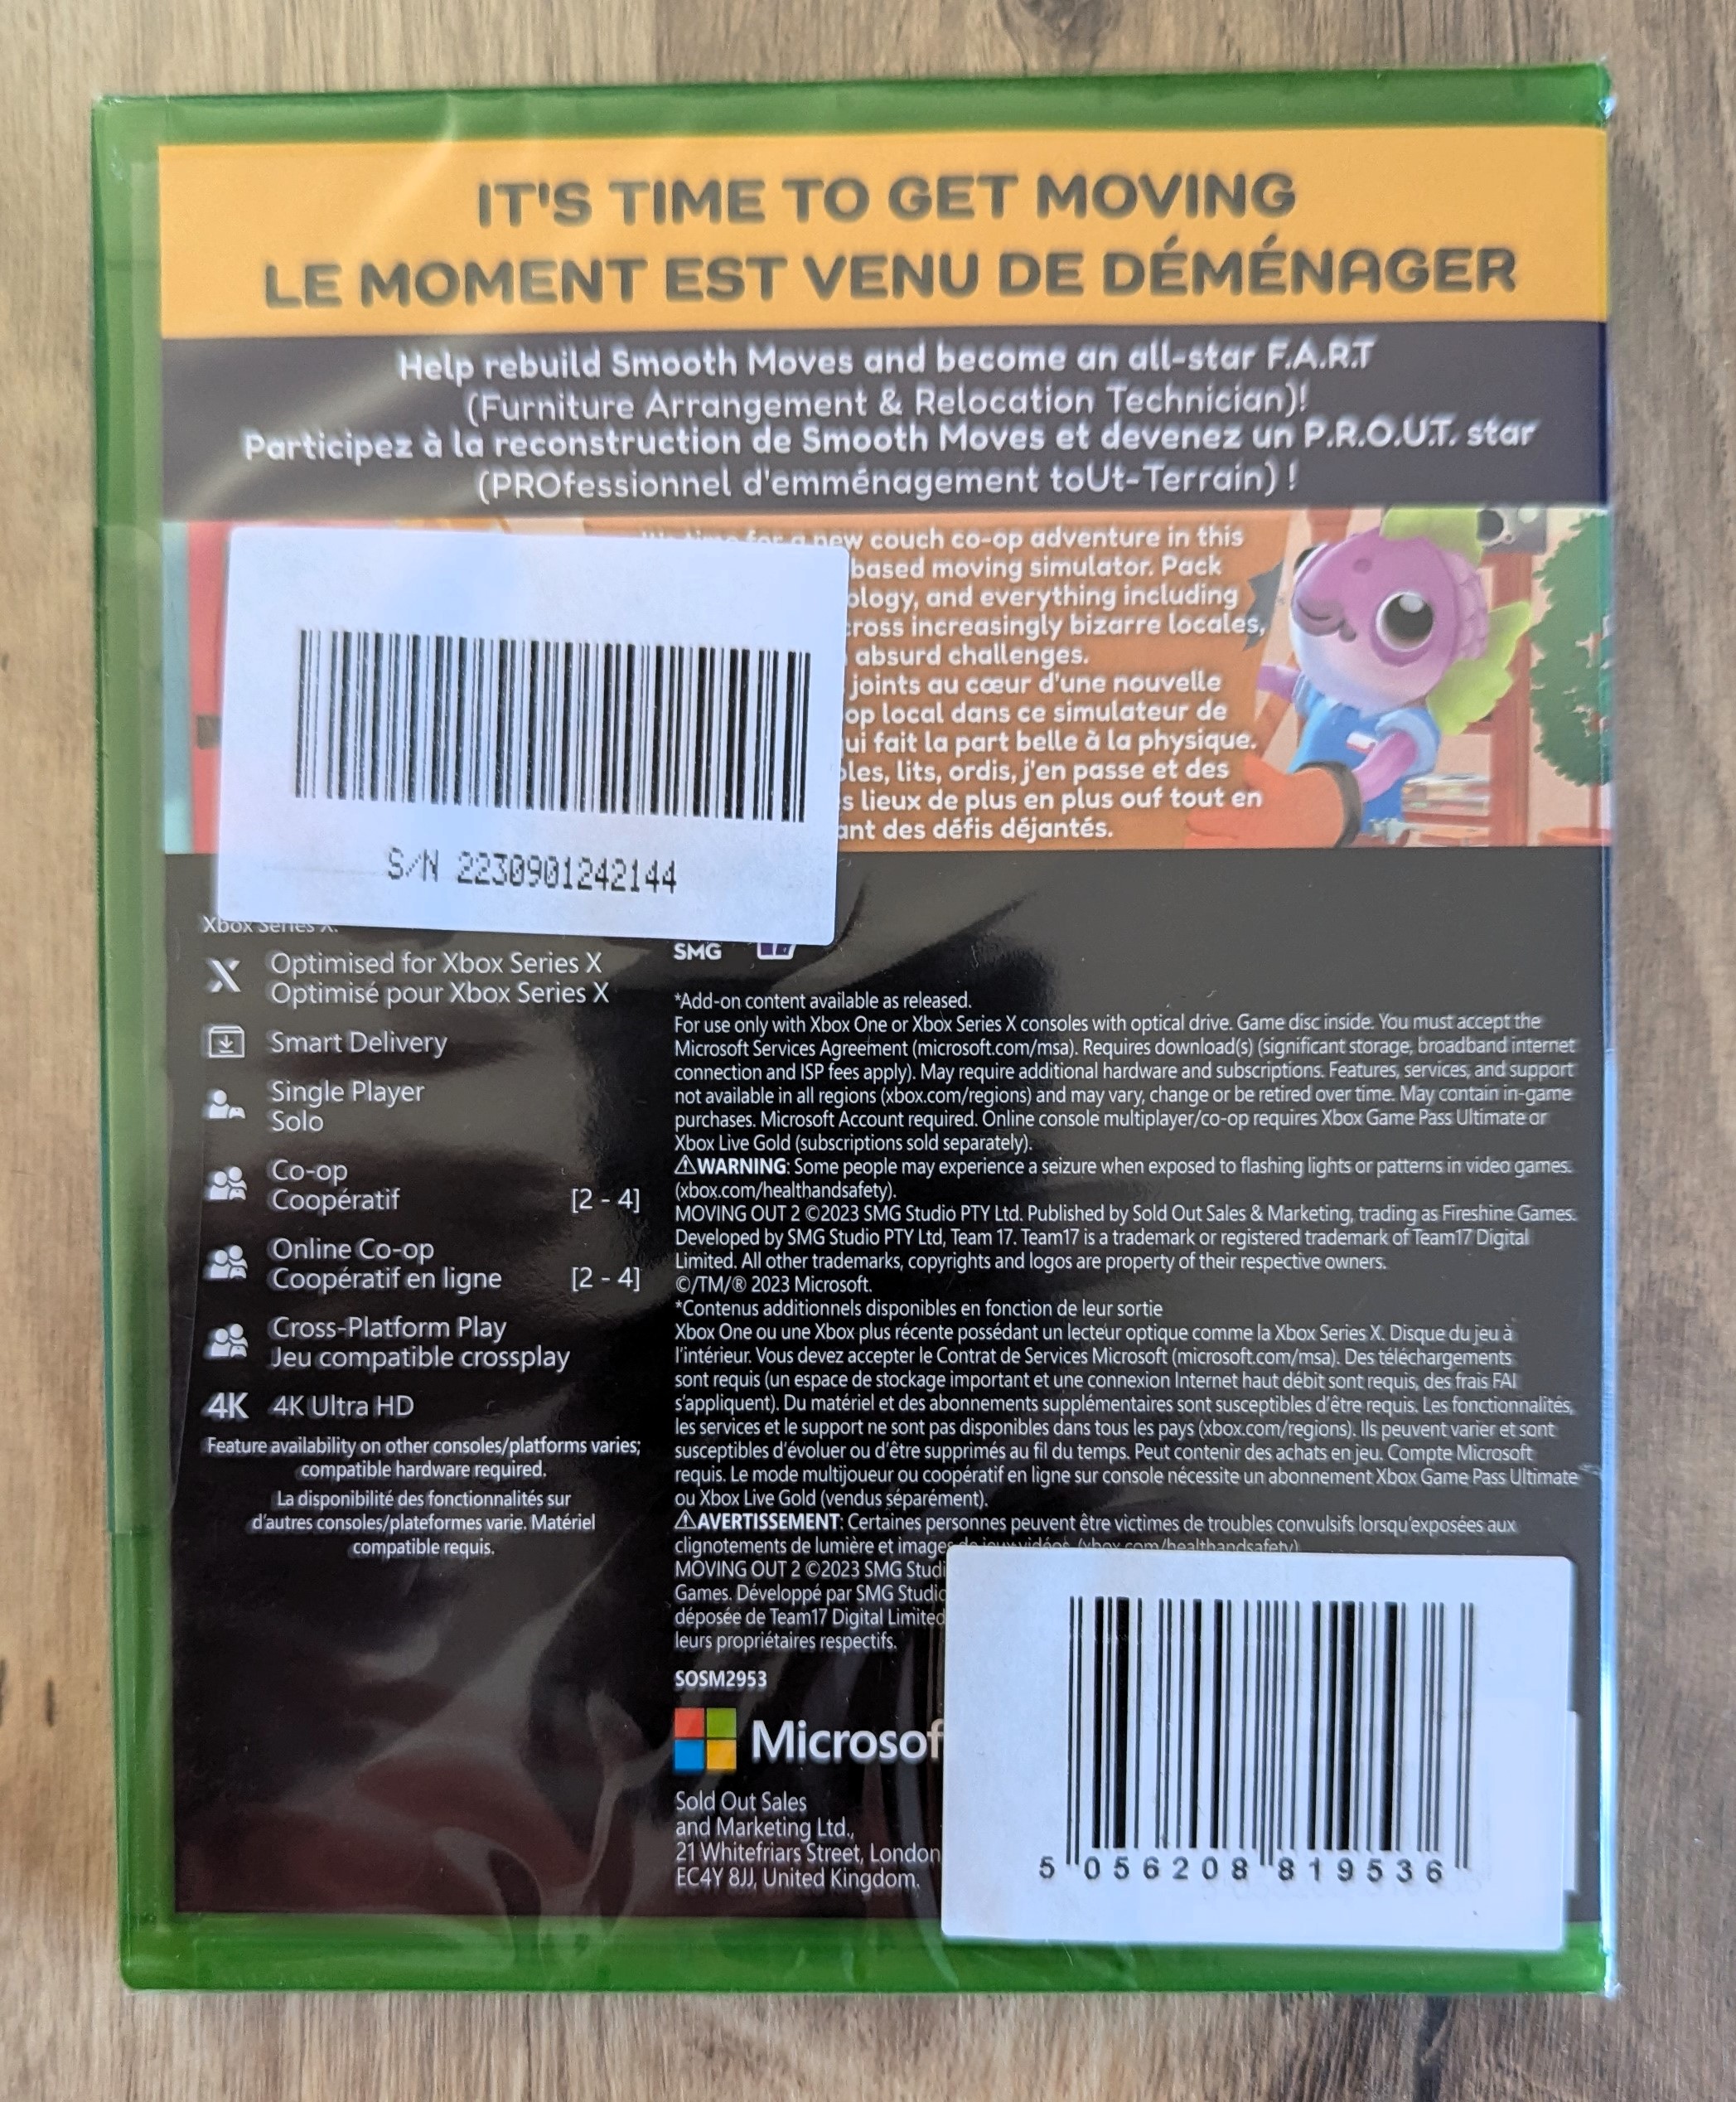 IT'S TIME TO GET MOVING
LE MOMENT EST VENU DE DÉMÉNAGER
Help rebuild Smooth Moves and become an all-star F.A.R.T
(Furniture Arrangement & Relocation Technician)!
Participez à la reconstruction de Smooth Moves et devenez un P.R.O.U.T. star
(PROfessionnel d'emménagement toUt-Terrain) !
for a new couch co-op adventure in this
based moving simulator. Pack
ology, and everything including
cross increasingly bizarre locales,
absurd challenges.
joints au cœur d'une nouvelle
op local dans ce simulateur de
ui fait la part belle à la physique.
les, lits, ordis, j'en passe et des
s lieux de plus en plus ouf tout en
ant des défis déjantés.
S/N 2230901242144
Xbox Series X.
X Optimised for Xbox Series X
Optimisé pour Xbox Series X
Smart Delivery
Single Player
Solo
Co-op
Coopératif [2 - 4]
Online Co-op
Coopératif en ligne [2 - 4]
Cross-Platform Play
Jeu compatible crossplay
4K 4K Ultra HD
Feature availability on other consoles/platforms varies;
compatible hardware required.
La disponibilité des fonctionnalités sur
d'autres consoles/plateformes varie. Matériel
compatible requis.
SMG
17
*Add-on content available as released.
For use only with Xbox One or Xbox Series X consoles with optical drive. Game disc inside. You must accept the
Microsoft Services Agreement (microsoft.com/msa). Requires download(s) (significant storage, broadband internet
connection and ISP fees apply). May require additional hardware and subscriptions. Features, services, and support
not available in all regions (xbox.com/regions) and may vary, change or be retired over time. May contain in-game
purchases. Microsoft Account required. Online console multiplayer/co-op requires Xbox Game Pass Ultimate or
Xbox Live Gold (subscriptions sold separately).
⚠WARNING: Some people may experience a seizure when exposed to flashing lights or patterns in video games.
(xbox.com/healthandsafety).
MOVING OUT 2 ©2023 SMG Studio PTY Ltd. Published by Sold Out Sales & Marketing, trading as Fireshine Games.
Developed by SMG Studio PTY Ltd, Team 17. Team17 is a trademark or registered trademark of Team17 Digital
Limited. All other trademarks, copyrights and logos are property of their respective owners.
©/TM/® 2023 Microsoft.
*Contenus additionnels disponibles en fonction de leur sortie
Xbox One ou une Xbox plus récente possédant un lecteur optique comme la Xbox Series X. Disque du jeu à
l'intérieur. Vous devez accepter le Contrat de Services Microsoft (microsoft.com/msa). Des téléchargements
sont requis (un espace de stockage important et une connexion Internet haut débit sont requis, des frais FAI
s'appliquent). Du matériel et des abonnements supplémentaires sont susceptibles d'être requis. Les fonctionnalités,
les services et le support ne sont pas disponibles dans tous les pays (xbox.com/regions). Ils peuvent varier et sont
susceptibles d'évoluer ou d'être supprimés au fil du temps. Peut contenir des achats en jeu. Compte Microsoft
requis. Le mode multijoueur ou coopératif en ligne sur console nécessite un abonnement Xbox Game Pass Ultimate
ou Xbox Live Gold (vendus séparément).
⚠AVERTISSEMENT: Certaines personnes peuvent être victimes de troubles convulsifs lorsqu'exposées aux
clignotements de lumière et images de jeux vidéos (xbox.com/healthandsafety)
MOVING OUT 2 ©2023 SMG Studi
Games. Développé par SMG Studio
déposée de Team17 Digital Limited
leurs propriétaires respectifs.
SOSM2953
Microsof
Sold Out Sales
and Marketing Ltd.,
21 Whitefriars Street, London
EC4Y 8JJ, United Kingdom.
5 056208 819536